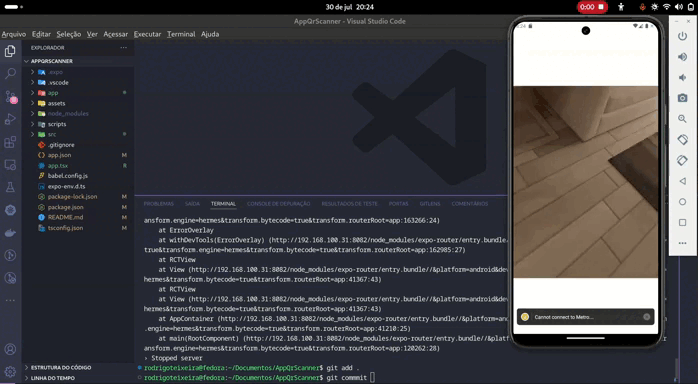 30 de jul 20:24
0:00
AppQrScanner - Visual Studio Code
Arquivo Editar Seleção Ver Acessar Executar Terminal Ajuda
EXPLORADOR
APPQRSCANNER
.expo
.vscode
app
assets
node_modules
scripts
src
.gitignore
app.json M
app.tsx R
babel.config.js
expo-env.d.ts
package-lock.json M
package.json M
README.md M
tsconfig.json M
ESTRUTURA DO CÓDIGO
LINHA DO TEMPO
PROBLEMAS SAÍDA TERMINAL CONSOLE DE DEPURAÇÃO RESULTADOS DE TESTE PORTAS GITLENS COMENTÁRIOS
ansform.engine=hermes&transform.bytecode=true&transform.routerRoot=app:163266:24)
at ErrorOverlay
at withDevTools(ErrorOverlay) (http://192.168.100.31:8082/node_modules/expo-router/entry.bundle/
true&transform.engine=hermes&transform.bytecode=true&transform.routerRoot=app:162985:27)
at RCTView
at View (http://192.168.100.31:8082/node_modules/expo-router/entry.bundle//&platform=android&de
hermes&transform.bytecode=true&transform.routerRoot=app:41367:43)
at RCTView
at View (http://192.168.100.31:8082/node_modules/expo-router/entry.bundle//&platform=android&de
hermes&transform.bytecode=true&transform.routerRoot=app:41367:43)
at AppContainer (http://192.168.100.31:8082/node_modules/expo-router/entry.bundle//&platform=an
.engine=hermes&transform.bytecode=true&transform.routerRoot=app:41210:25)
at main(RootComponent) (http://192.168.100.31:8082/node_modules/expo-router/entry.bundle//&platf
transform.bytecode=true&transform.routerRoot=app:120262:28)
› Stopped server
rodrigoteixeira@fedora:~/Documentos/AppQrScanner$ git add .
rodrigoteixeira@fedora:~/Documentos/AppQrScanner$ git commit
Cannot connect to Metro...